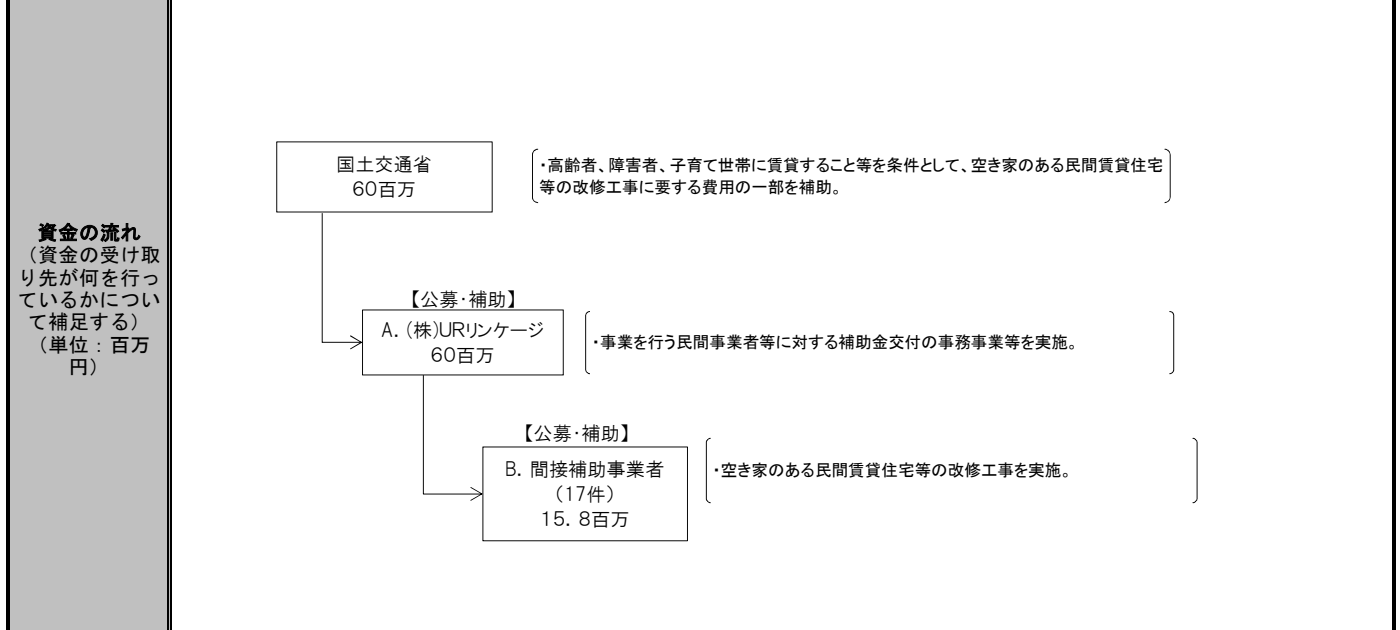 資金の流れ
（資金の受け取
り先が何を行っ
ているかについ
て補足する）
（単位：百万
円）
国土交通省
60百万
・高齢者、障害者、子育て世帯に賃貸すること等を条件として、空き家のある民間賃貸住宅
等の改修工事に要する費用の一部を補助。
【公募・補助】
A．（株）URリンケージ
60百万
・事業を行う民間事業者等に対する補助金交付の事務事業等を実施。
【公募・補助】
B．間接補助事業者
（17件）
15．8百万
・空き家のある民間賃貸住宅等の改修工事を実施。